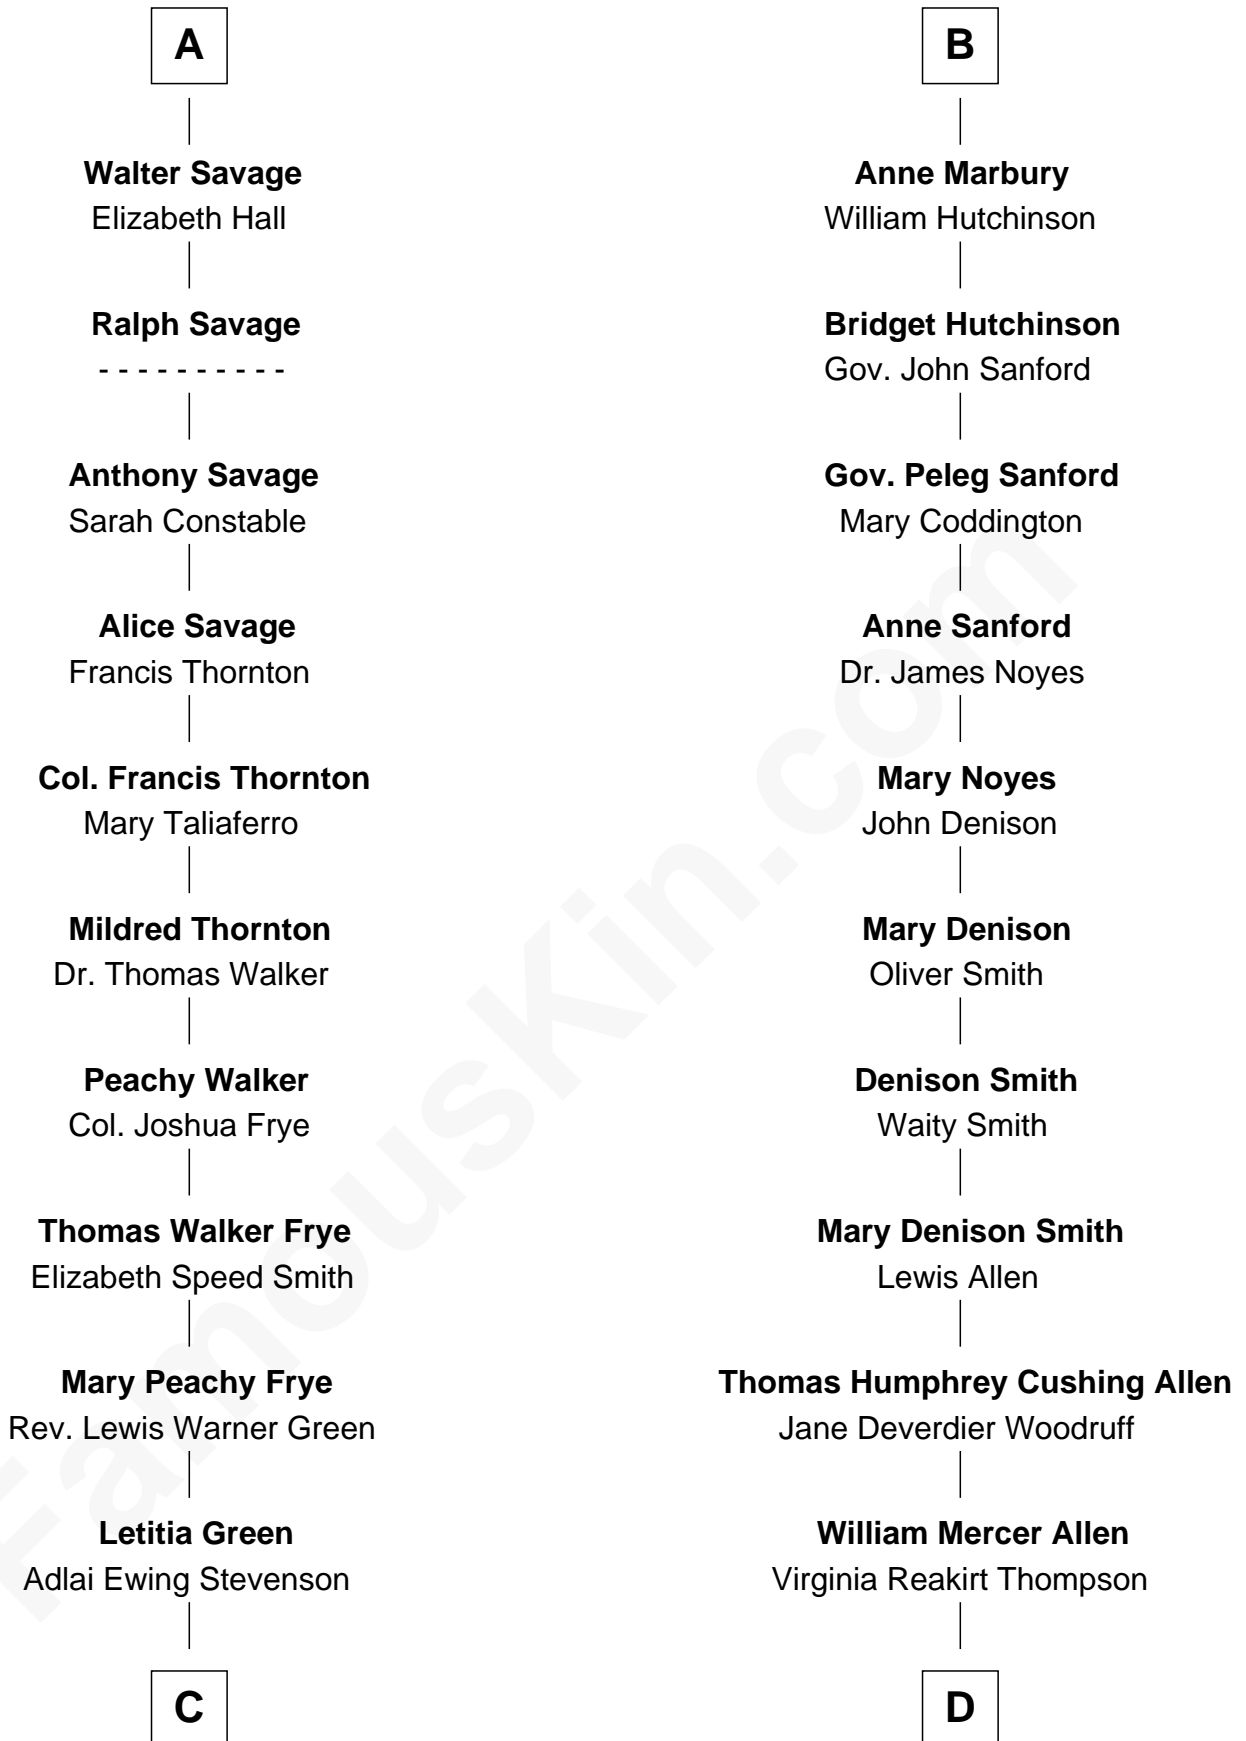 A
Walter Savage
Elizabeth Hall
Ralph Savage
- - - - - - - - - -
Anthony Savage
Sarah Constable
Alice Savage
Francis Thornton
Col. Francis Thornton
Mary Taliaferro
Mildred Thornton
Dr. Thomas Walker
Peachy Walker
Col. Joshua Frye
Thomas Walker Frye
Elizabeth Speed Smith
Mary Peachy Frye
Rev. Lewis Warner Green
Letitia Green
Adlai Ewing Stevenson
C
B
Anne Marbury
William Hutchinson
Bridget Hutchinson
Gov. John Sanford
Gov. Peleg Sanford
Mary Coddington
Anne Sanford
Dr. James Noyes
Mary Noyes
John Denison
Mary Denison
Oliver Smith
Denison Smith
Waity Smith
Mary Denison Smith
Lewis Allen
Thomas Humphrey Cushing Allen
Jane Deverdier Woodruff
William Mercer Allen
Virginia Reakirt Thompson
D
FamousKin.com